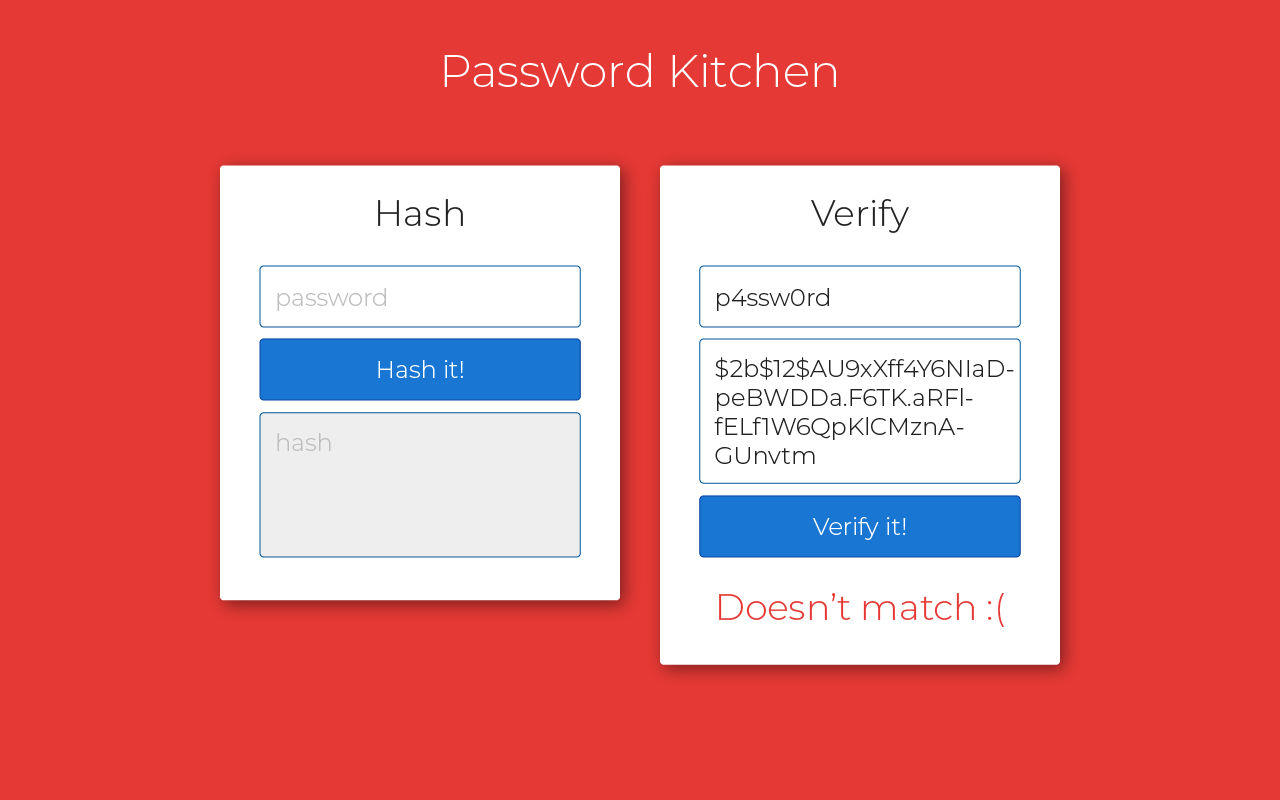 Password Kitchen
Hash
password
Hash it!
hash
Verify
p4ssw0rd
$2b$12$AU9xXff4Y6NIaD-
peBWDDa.F6TK.aRFl-
fELf1W6QpKlCMznA-
GUnvtm
Verify it!
Doesn’t match :(